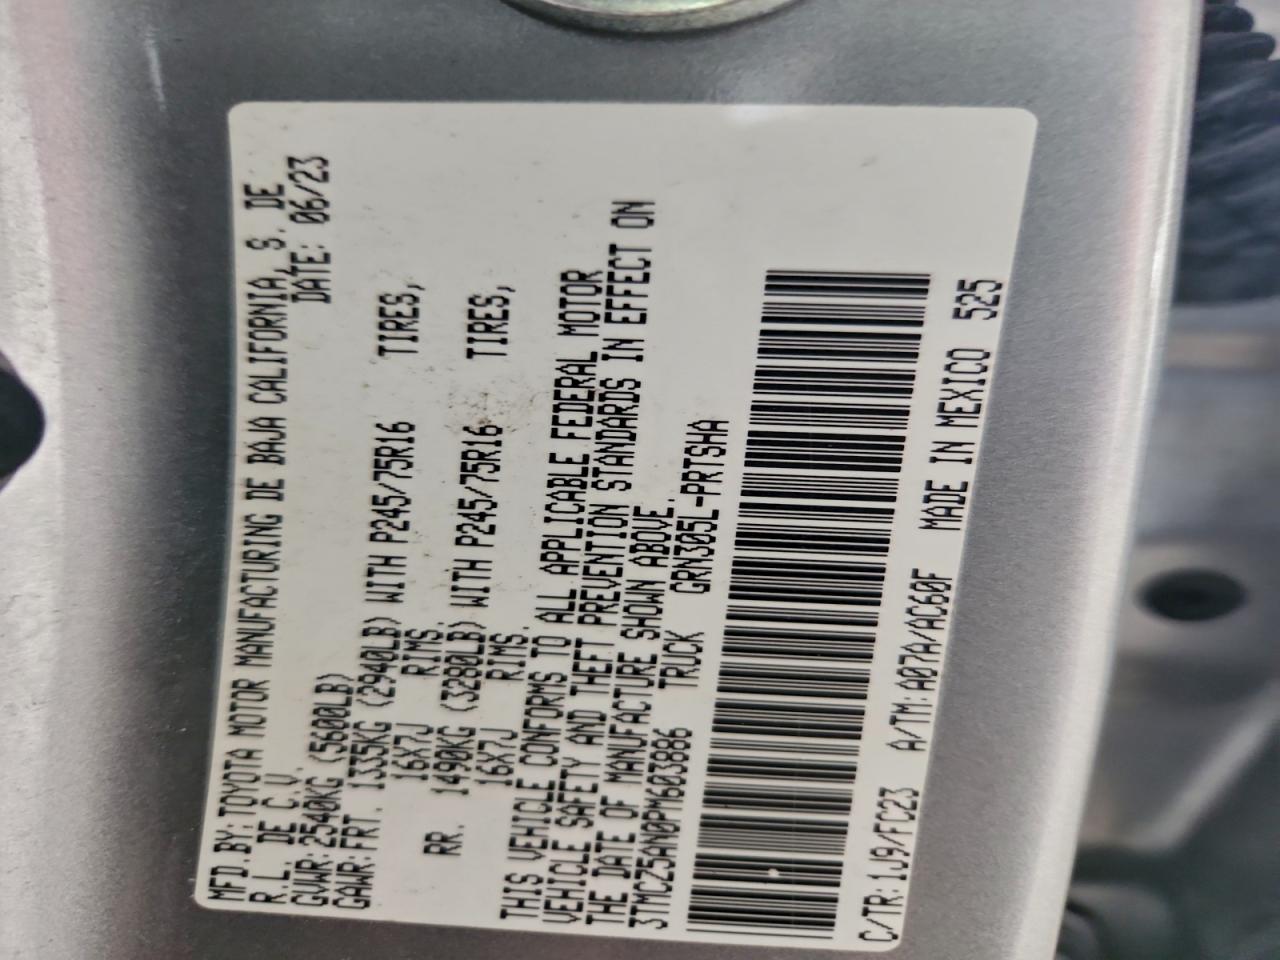 MFD.BY:TOYOTA MOTOR MANUFACTURING DE BAJA CALIFORNIA, S. DE
R.L. DE C.V. DATE: 06/23
GVWR:2540KG (5600LB)
GAWR:FRT. 1335KG (2940LB) WITH P245/75R16 TIRES,
16X7J RIMS,
RR. 1490KG (3280LB) WITH P245/75R16 TIRES,
16X7J RIMS.
THIS VEHICLE CONFORMS TO ALL APPLICABLE FEDERAL MOTOR
VEHICLE SAFETY AND THEFT PREVENTION STANDARDS IN EFFECT ON
THE DATE OF MANUFACTURE SHOWN ABOVE.
3TMCZ5AN0PM603886 TRUCK GRN305L-PRTSHA
C/TR:1J9/FC23 A/TM:A07A/AC60F MADE IN MEXICO 525